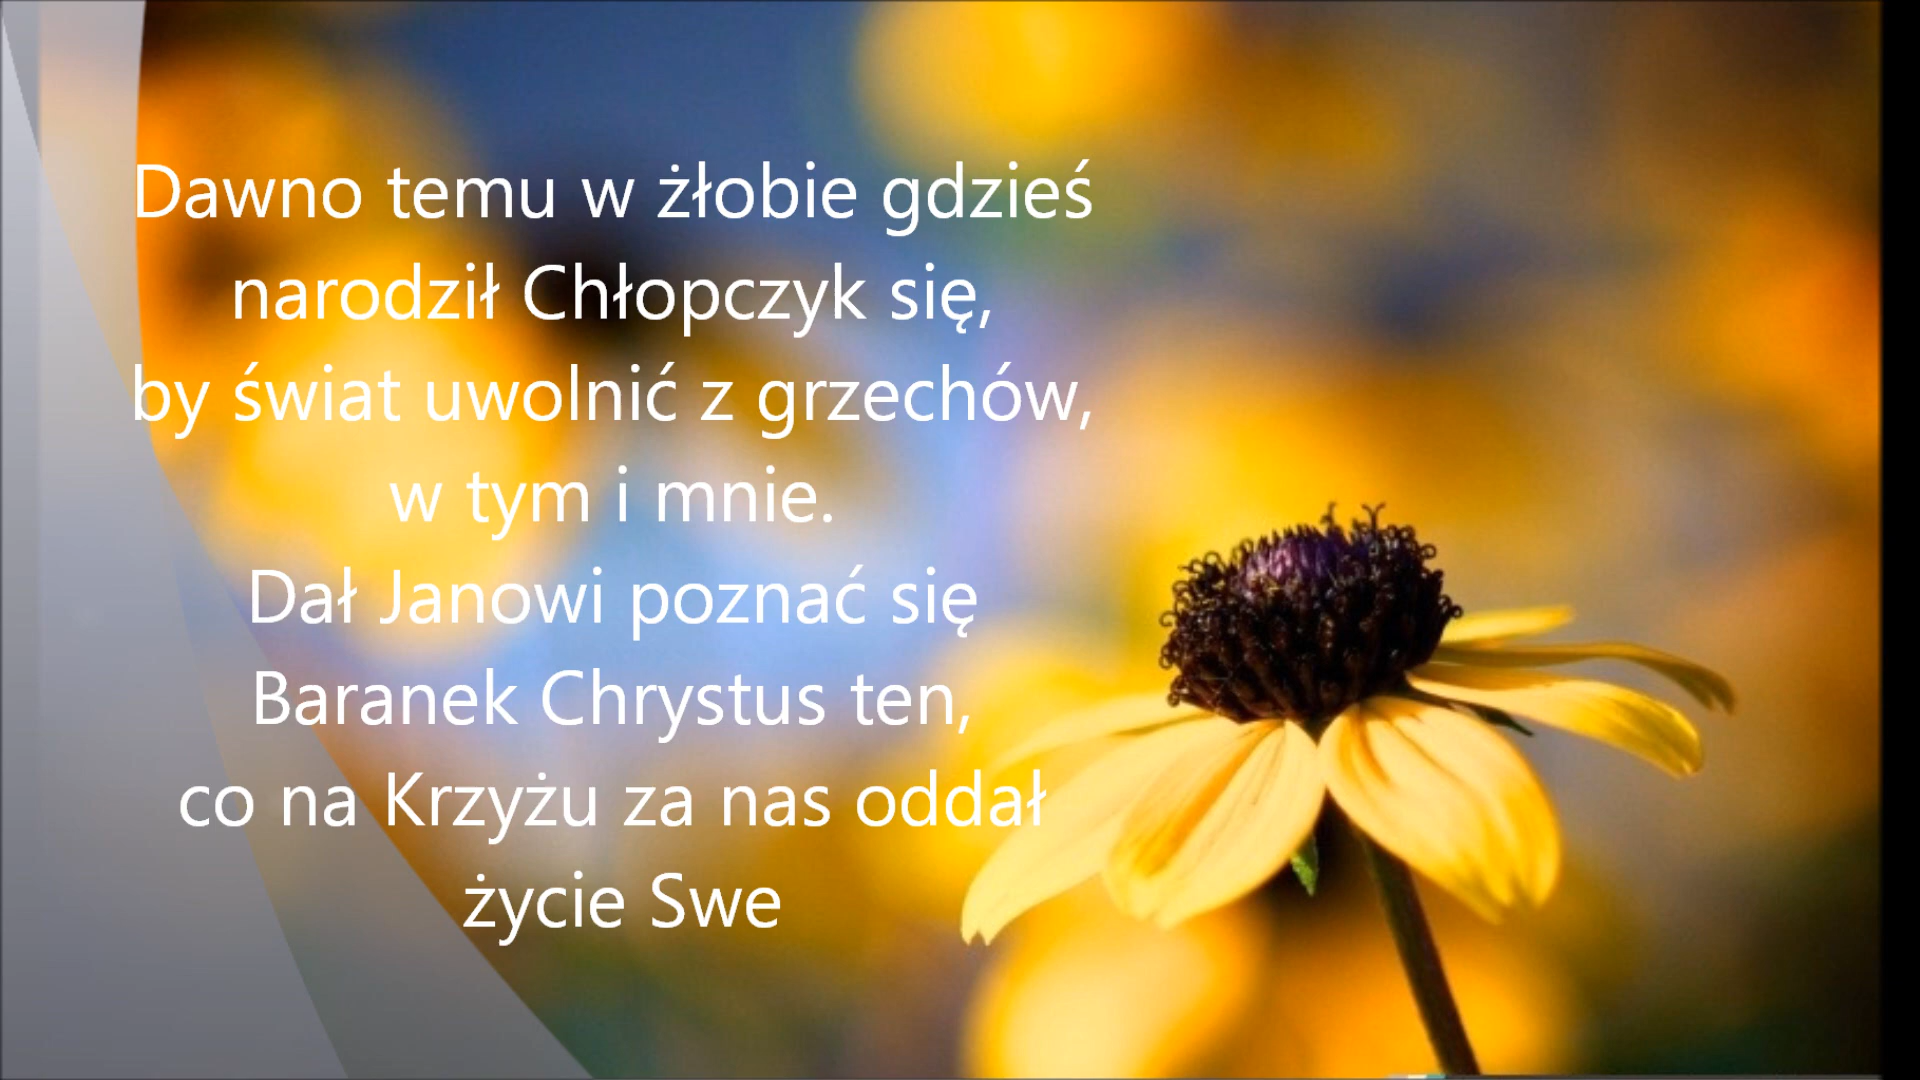 Dawno temu w żłobie gdzieś
narodził Chłopczyk się,
by świat uwolnić z grzechów,
w tym i mnie.
Dał Janowi poznać się
Baranek Chrystus ten,
co na Krzyżu za nas oddał
życie Swe